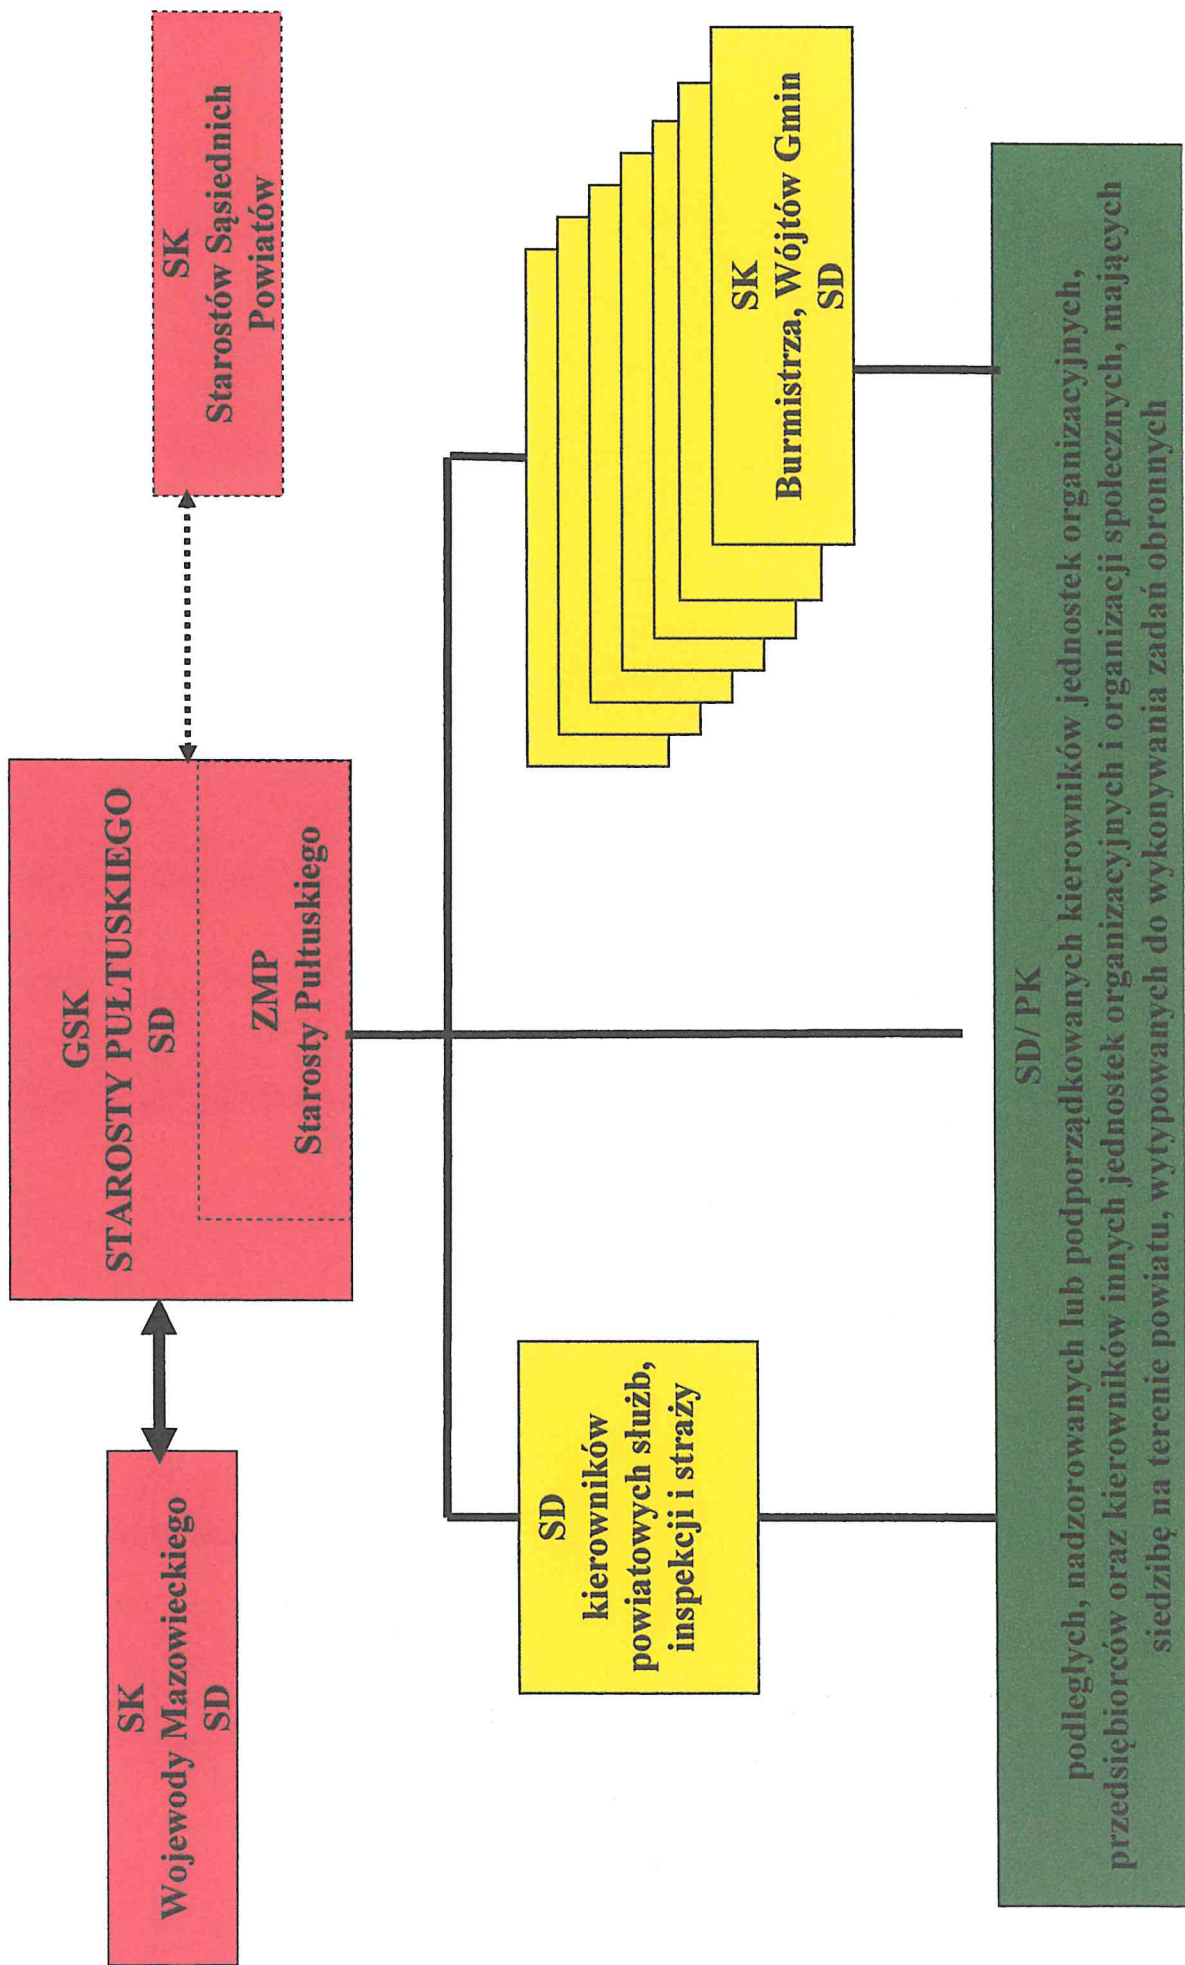 SK
Wojewody Mazowieckiego
SD
GSK
STAROSTY PUŁTUSKIEGO
SD
ZMP
Starosty Pułtuskiego
SK
Starostów Sąsiednich
Powiatów
SD
kierowników
powiatowych służb,
inspekcji i straży
SK
Burmistrza, Wójtów Gmin
SD
SD/ PK
podległych, nadzorowanych lub podporządkowanych kierowników jednostek organizacyjnych,
przedsiębiorców oraz kierowników innych jednostek organizacyjnych i organizacji społecznych, mających
siedzibę na terenie powiatu, wytypowanych do wykonywania zadań obronnych